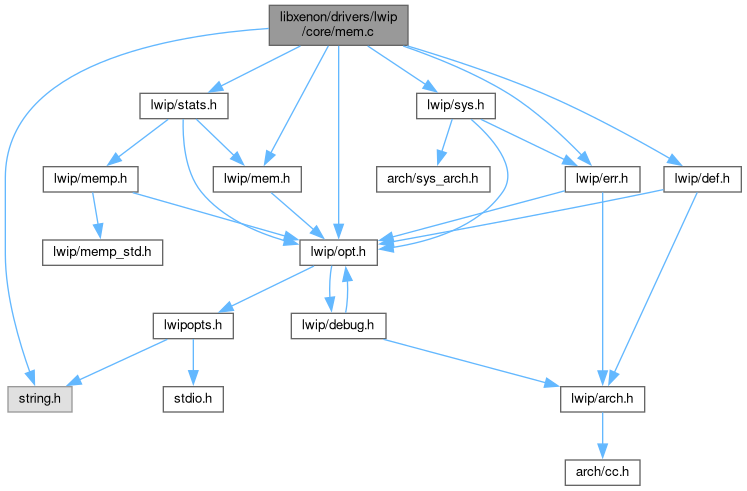 libxenon/drivers/lwip
/core/mem.c
lwip/stats.h
lwip/sys.h
lwip/memp.h
lwip/mem.h
arch/sys_arch.h
lwip/err.h
lwip/def.h
lwip/memp_std.h
lwip/opt.h
lwipopts.h
lwip/debug.h
string.h
stdio.h
lwip/arch.h
arch/cc.h